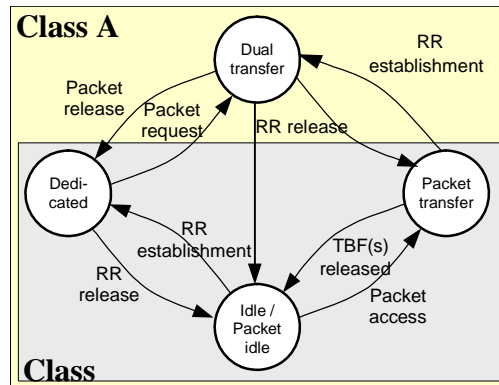 Class A
Dual
transfer
RR
establishment
Packet
release
Packet
request
RR release
Dedi-
cated
Packet
transfer
RR
establishment
TBF(s)
released
RR
release
Packet
access
Idle /
Packet
idle
Class